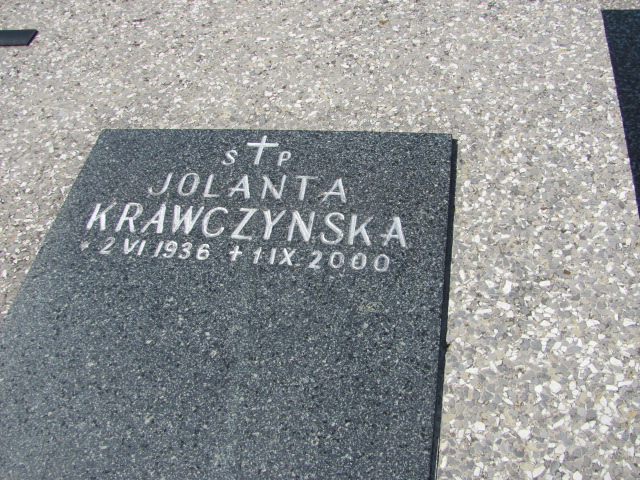 S P
JOLANTA
KRAWCZYNSKA
* 2 VI 1936 + 1 IX 2000